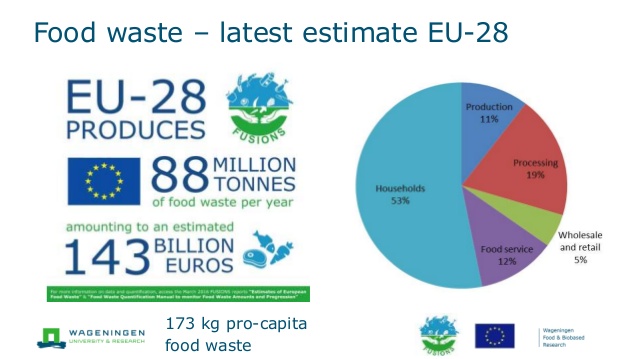 Food waste – latest estimate EU-28
EU-28
PRODUCES
FUSIONS
88 MILLION
TONNES
of food waste per year
amounting to an estimated
143 BILLION
EUROS
For more information on data and quantification, access the March 2016 FUSIONS reports "Estimates of European
Food Waste" & "Food Waste Quantification Manual to monitor Food Waste Amounts and Progression"
Production
11%
Processing
19%
Wholesale
and retail
5%
Food service
12%
Households
53%
WAGENINGEN
UNIVERSITY & RESEARCH
173 kg pro-capita
food waste
FUSIONS
Wageningen
Food & Biobased
Research